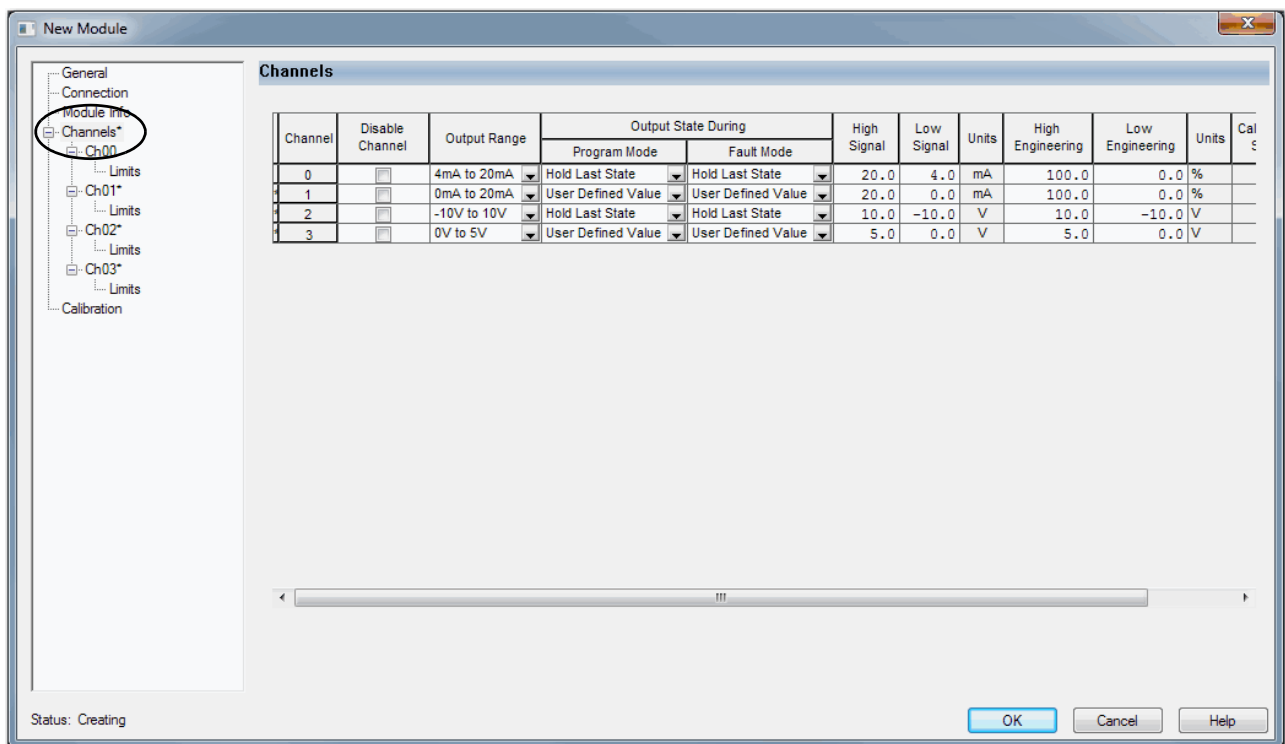 New Module
General
Connection
Module Info
Channels*
Ch00
Limits
Ch01*
Limits
Ch02*
Limits
Ch03*
Limits
Calibration
Channels
Channel Disable Channel Output Range Output State During Program Mode Fault Mode High Signal Low Signal Units High Engineering Low Engineering Units Cal S
0 4mA to 20mA Hold Last State Hold Last State 20.0 4.0 mA 100.0 0.0 %
* 1 0mA to 20mA User Defined Value User Defined Value 20.0 0.0 mA 100.0 0.0 %
* 2 -10V to 10V Hold Last State Hold Last State 10.0 -10.0 V 10.0 -10.0 V
* 3 0V to 5V User Defined Value User Defined Value 5.0 0.0 V 5.0 0.0 V
Status: Creating
OK Cancel Help